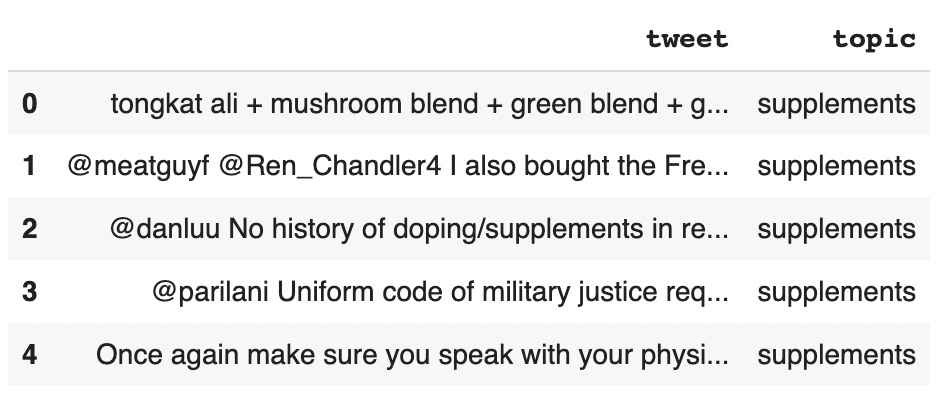 tweet topic
0 tongkat ali + mushroom blend + green blend + g... supplements
1 @meatguyf @Ren_Chandler4 I also bought the Fre... supplements
2 @danluu No history of doping/supplements in re... supplements
3 @parilani Uniform code of military justice req... supplements
4 Once again make sure you speak with your physi... supplements